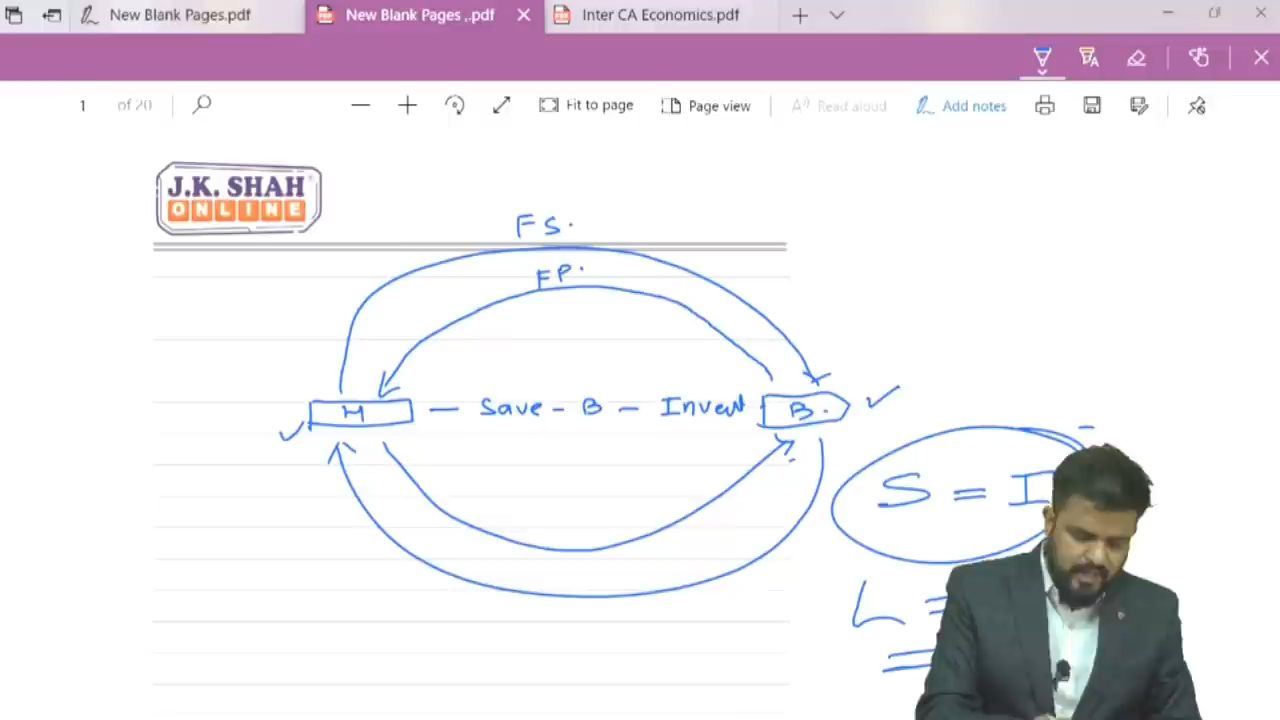 New Blank Pages.pdf
New Blank Pages ,.pdf
Inter CA Economics.pdf
1 of 20
Fit to page
Page view
Read aloud
Add notes
J.K. SHAH
ONLINE
FS.
FP.
H - Save - B - Invest B.
S = I
L =
=